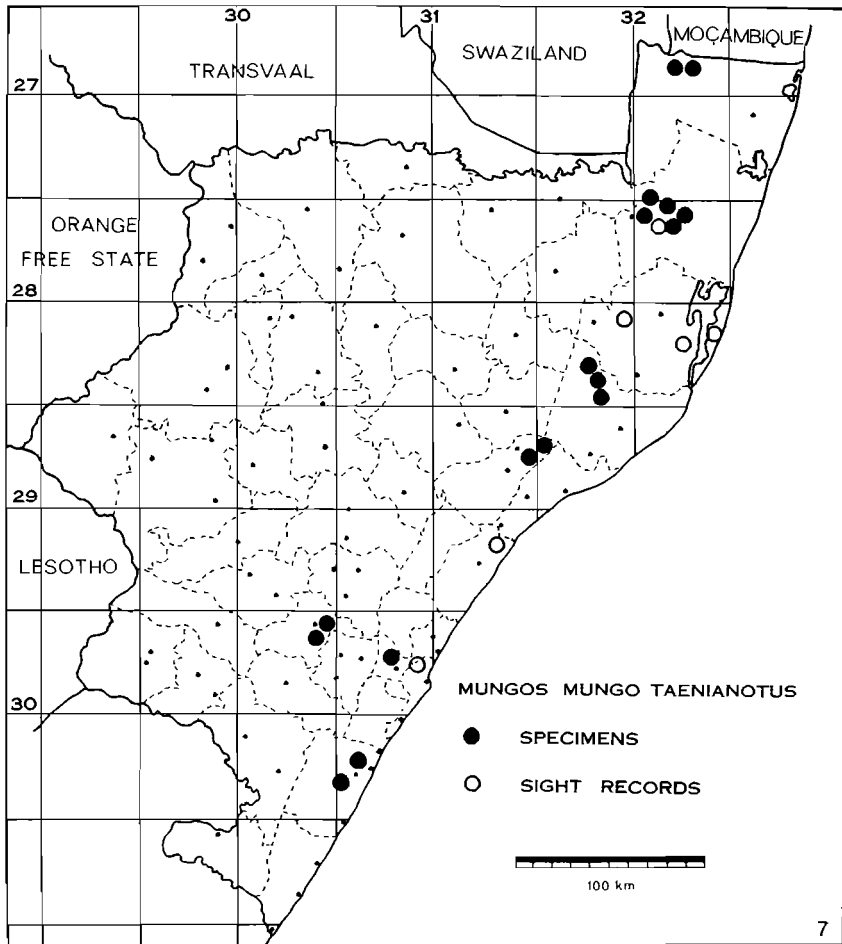 30 31 32
MOÇAMBIQUE
SWAZILAND
TRANSVAAL
27
ORANGE
FREE STATE
28
29
LESOTHO
30
MUNGOS MUNGO TAENIANOTUS
SPECIMENS
SIGHT RECORDS
100 km
7